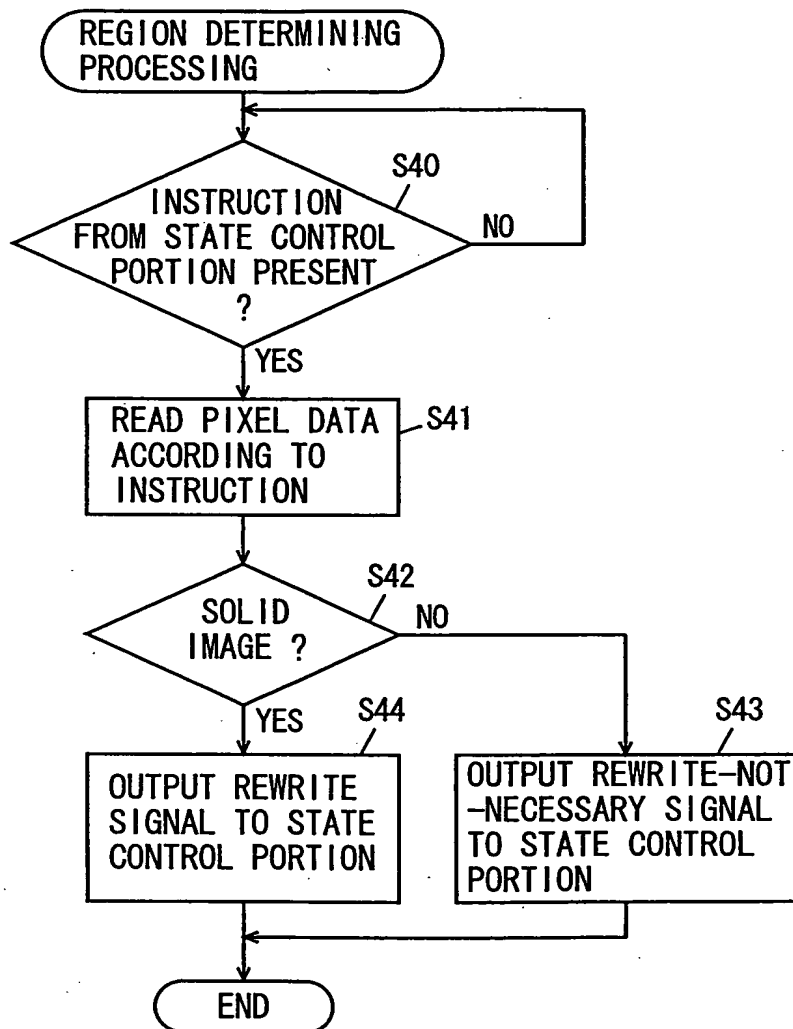 REGION DETERMINING
PROCESSING
S40
INSTRUCTION
FROM STATE CONTROL
PORTION PRESENT
?
NO
YES
S41
READ PIXEL DATA
ACCORDING TO
INSTRUCTION
S42
SOLID
IMAGE ?
NO
YES
S44
OUTPUT REWRITE
SIGNAL TO STATE
CONTROL PORTION
S43
OUTPUT REWRITE-NOT
-NECESSARY SIGNAL
TO STATE CONTROL
PORTION
END